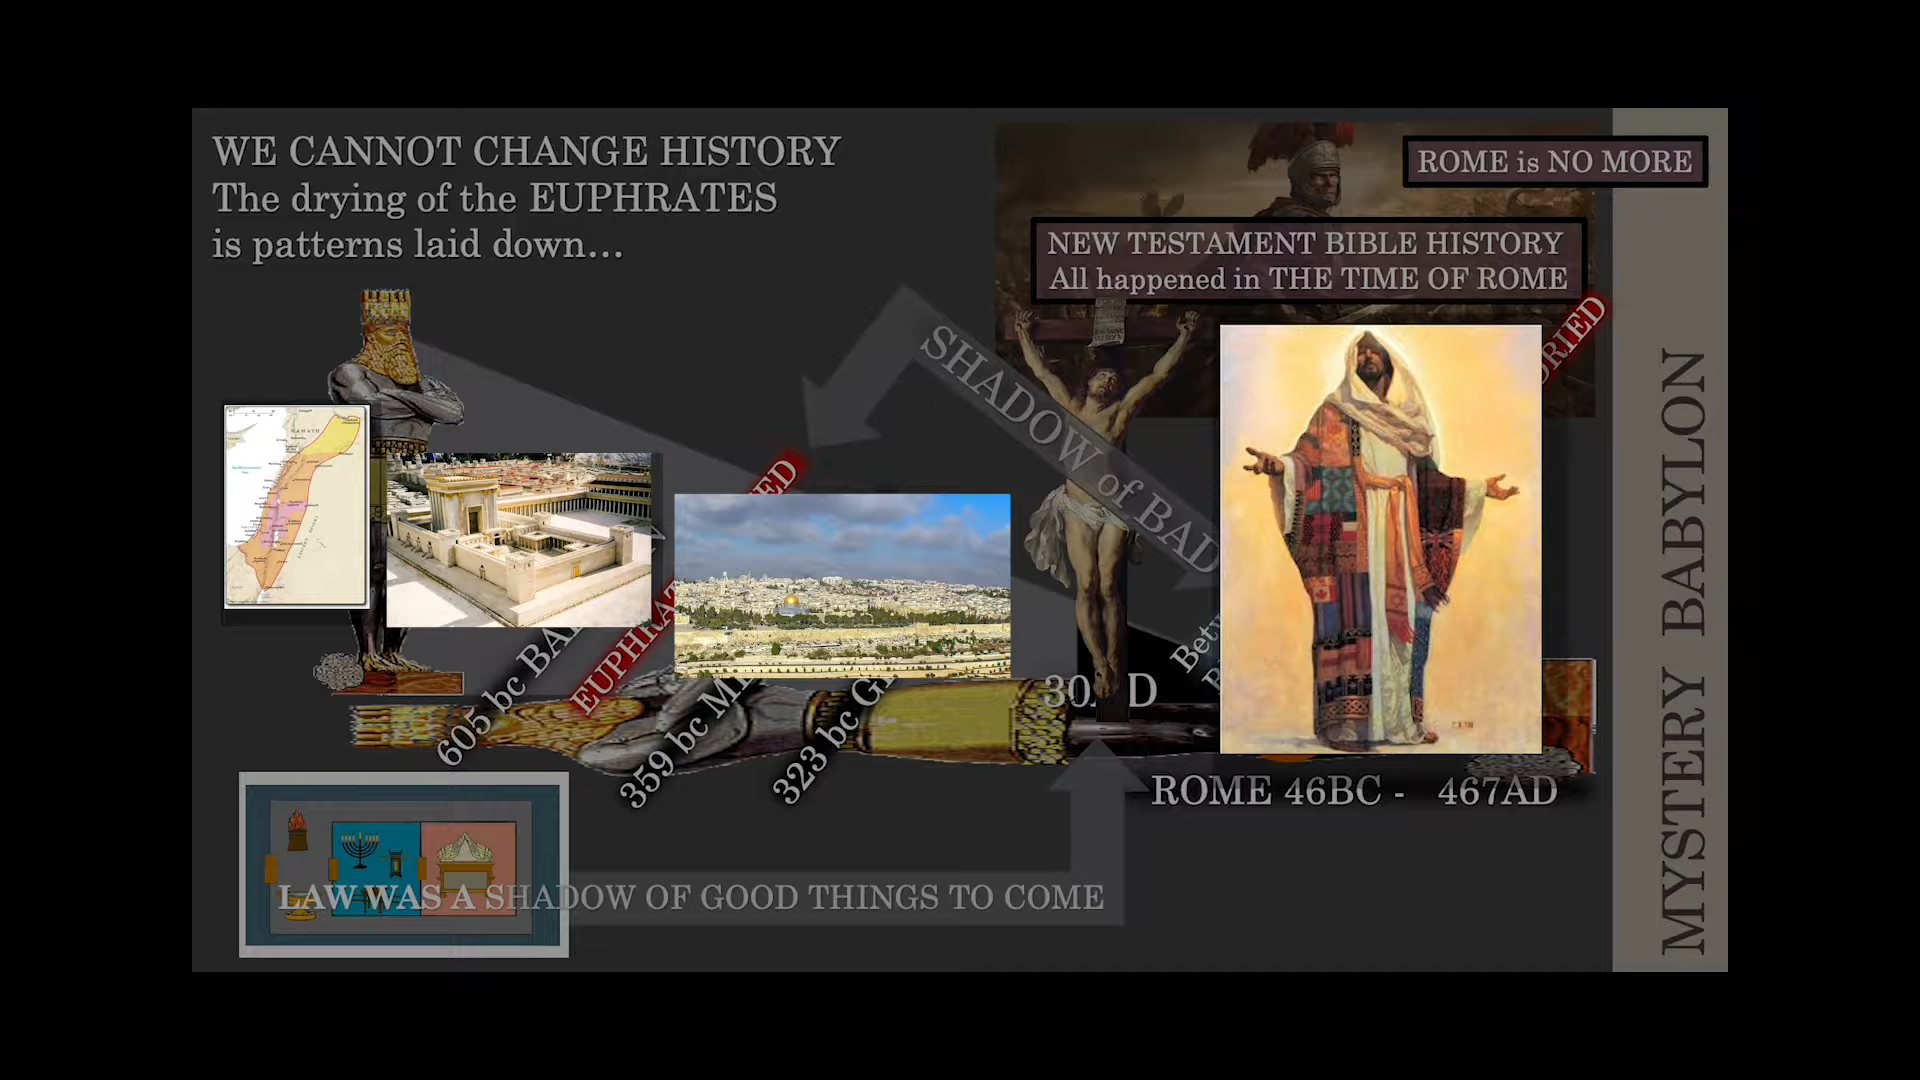 WE CANNOT CHANGE HISTORY
The drying of the EUPHRATES
is patterns laid down...
ROME is NO MORE
NEW TESTAMENT BIBLE HISTORY
All happened in THE TIME OF ROME
SHADOW of BAD
605 bc
359 bc
323 bc
ROME 46BC - 467AD
LAW WAS A SHADOW OF GOOD THINGS TO COME
MYSTERY BABYLON